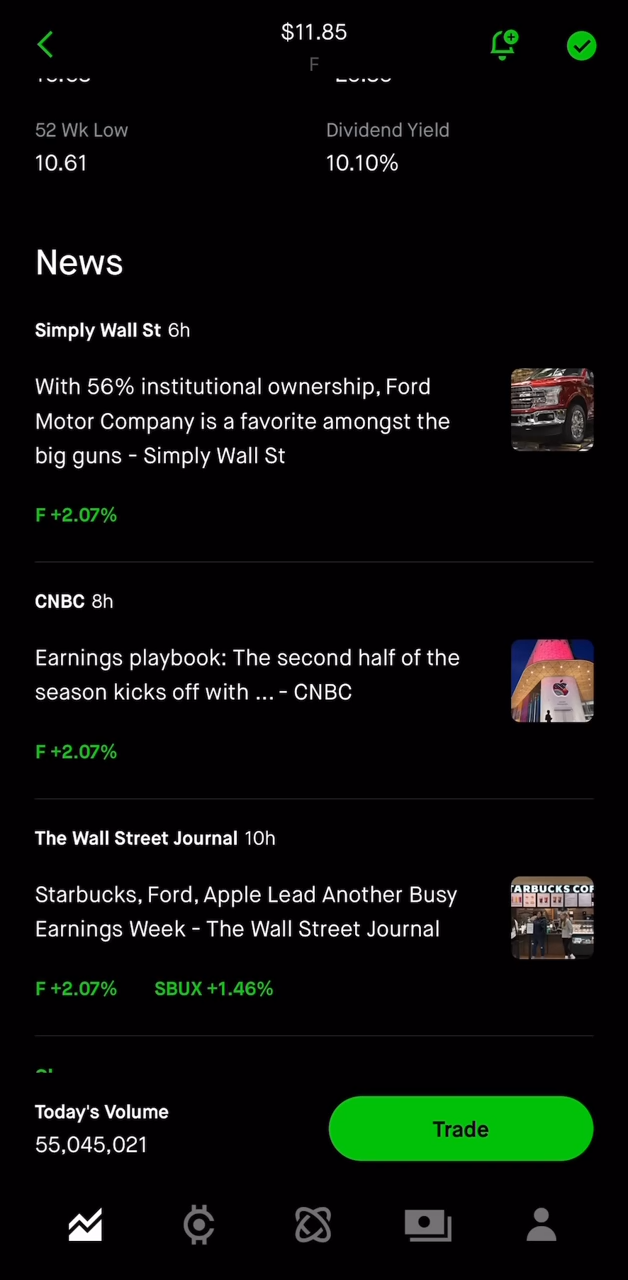 $11.85
F
52 Wk Low
Dividend Yield
10.61
10.10%
News
Simply Wall St 6h
With 56% institutional ownership, Ford
Motor Company is a favorite amongst the
big guns - Simply Wall St
F +2.07%
CNBC 8h
Earnings playbook: The second half of the
season kicks off with ... - CNBC
F +2.07%
The Wall Street Journal 10h
Starbucks, Ford, Apple Lead Another Busy
Earnings Week - The Wall Street Journal
F +2.07% SBUX +1.46%
Today's Volume
55,045,021
Trade